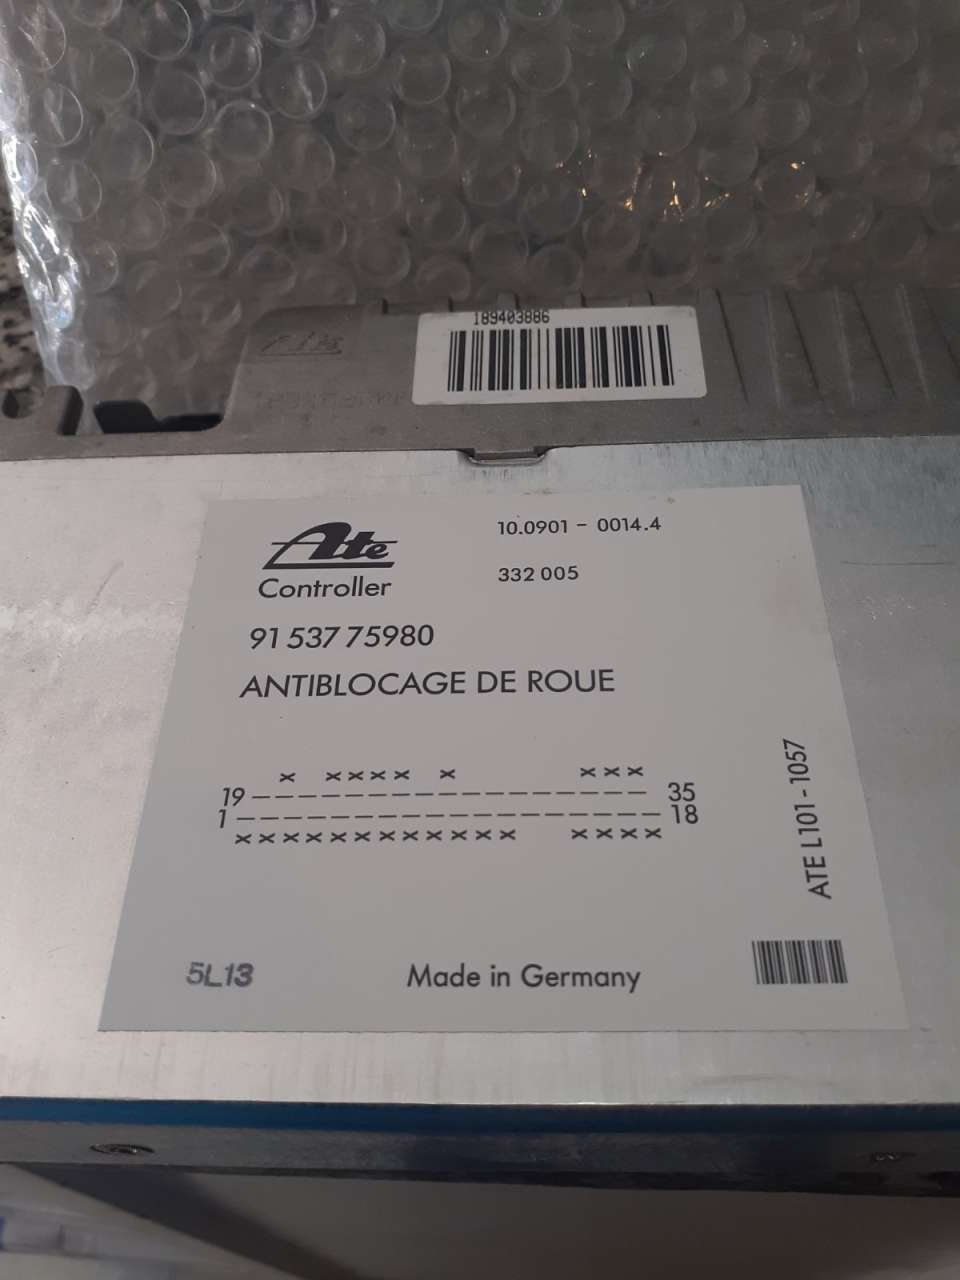 189403886
Ate
Controller
10.0901 - 0014.4
332 005
91 537 75980
ANTIBLOCAGE DE ROUE
x x x x x x x x x
19 — — — — — — — — — — — — — — — — — 35
1 — — — — — — — — — — — — — — — — — — 18
x x x x x x x x x x x x x x x x
ATE L101 - 1057
5L13
Made in Germany